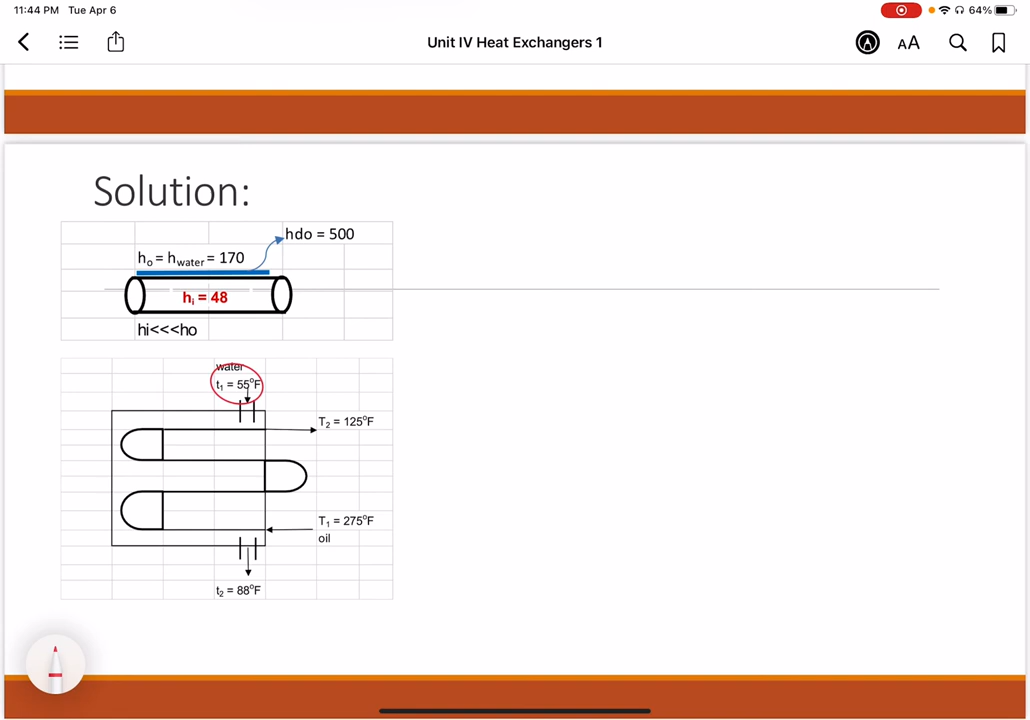 11:44 PM Tue Apr 6
64%
Unit IV Heat Exchangers 1
AA
Solution:
hdo = 500
hₒ = h_water = 170
hᵢ = 48
hi<<<ho
water
t₁ = 55°F
T₂ = 125°F
T₁ = 275°F
oil
t₂ = 88°F